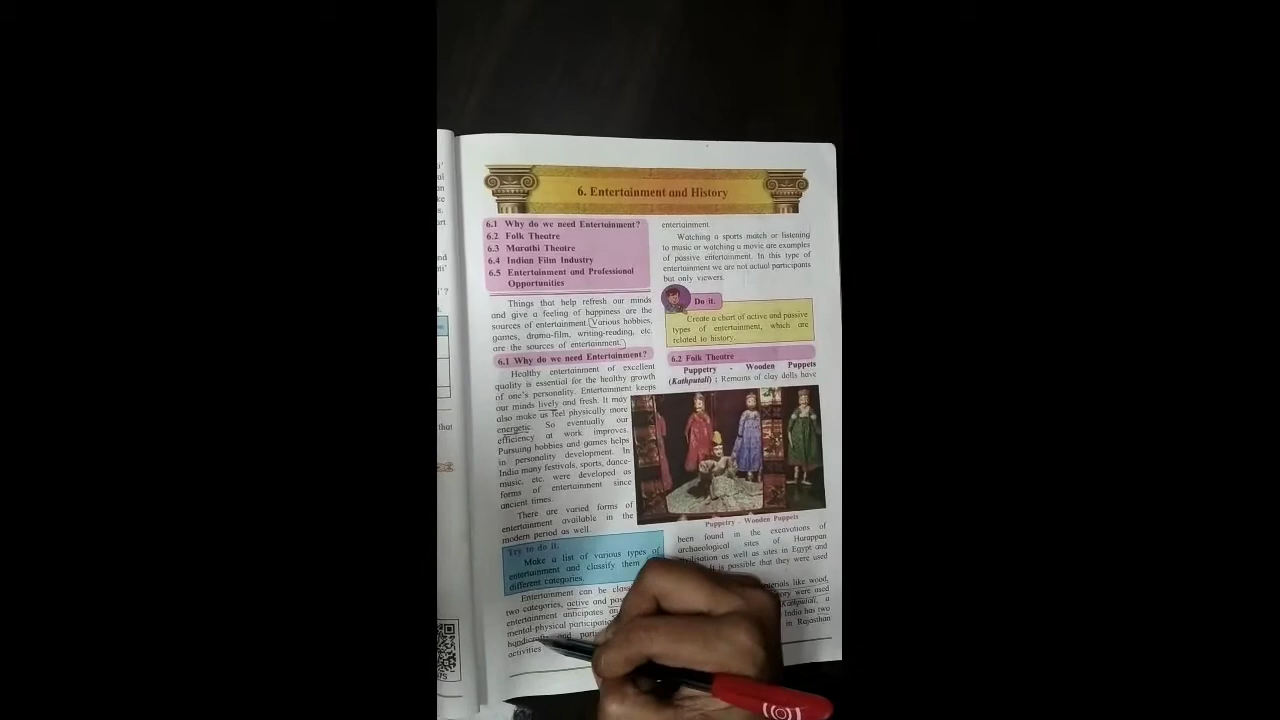 6. Entertainment and History
6.1 Why do we need Entertainment?
6.2 Folk Theatre
6.3 Marathi Theatre
6.4 Indian Film Industry
6.5 Entertainment and Professional
Opportunities
Things that help refresh our minds
and give a feeling of happiness are the
sources of entertainment. Various hobbies,
games, drama-film, writing-reading, etc.
are the sources of entertainment.
6.1 Why do we need Entertainment?
Healthy entertainment of excellent
quality is essential for the healthy growth
of one's personality. Entertainment keeps
our minds lively and fresh. It may
also make us feel physically more
energetic. So eventually our
efficiency at work improves.
Pursuing hobbies and games helps
in personality development. In
India many festivals, sports, dance-
music, etc. were developed as
forms of entertainment since
ancient times.
There are varied forms of
entertainment available in the
modern period as well.
Try to do it.
Make a list of various types of
entertainment and classify them
different categories.
Entertainment can be
two categories, active and
entertainment anticipates
mental-physical
and
activities
entertainment.
Watching a sports match or listening
to music or watching a movie are examples
of passive entertainment. In this type of
entertainment we are not actual participants
but only viewers.
Do it.
Create a chart of active and passive
types of entertainment, which are
related to history.
6.2 Folk Theatre
Puppetry - Wooden Puppets
(Kathputali) : Remains of clay dolls have
Puppetry - Wooden Puppets
been found in the excavations of
archaeological sites of Harappan
civilisation as well as sites in Egypt and
It is possible that they were used
like wood,
were used
Kathputali, a
India has two
in Rajasthan